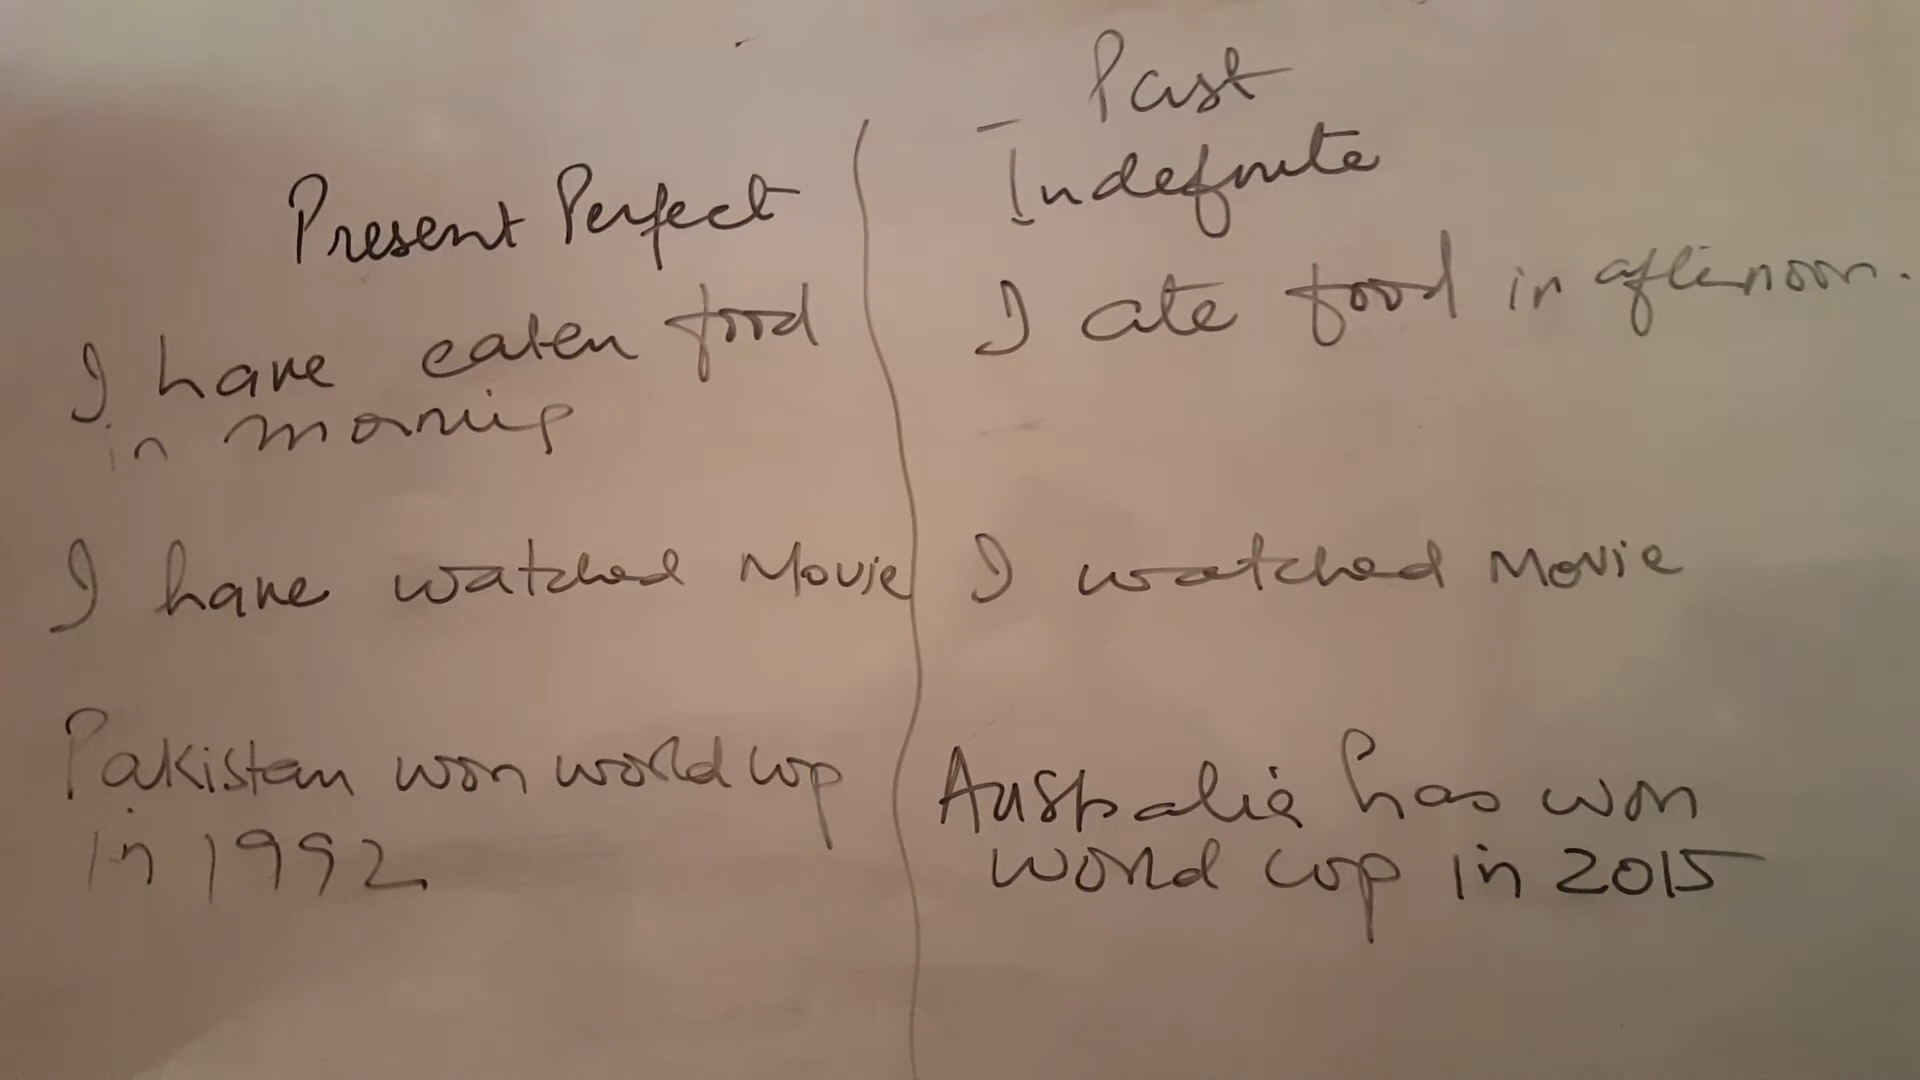 Present Perfect
I have eaten food
in morning
I have watched Movie
Pakistan won world cup
in 1992
Past
Indefinite
I ate food in afternoon.
I watched Movie
Australia has won
world cup in 2015